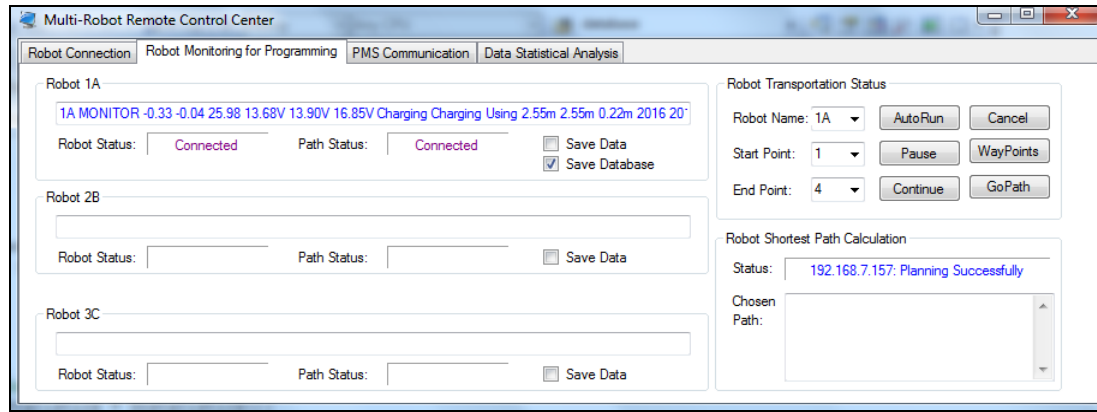 Multi-Robot Remote Control Center
Robot Connection Robot Monitoring for Programming PMS Communication Data Statistical Analysis
Robot 1A
1A MONITOR -0.33 -0.04 25.98 13.68V 13.90V 16.85V Charging Charging Using 2.55m 2.55m 0.22m 2016 201
Robot Status: Connected Path Status: Connected Save Data
Save Database
Robot 2B
Robot Status: Path Status: Save Data
Robot 3C
Robot Status: Path Status: Save Data
Robot Transportation Status
Robot Name: 1A AutoRun Cancel
Start Point: 1 Pause WayPoints
End Point: 4 Continue GoPath
Robot Shortest Path Calculation
Status: 192.168.7.157: Planning Successfully
Chosen
Path: